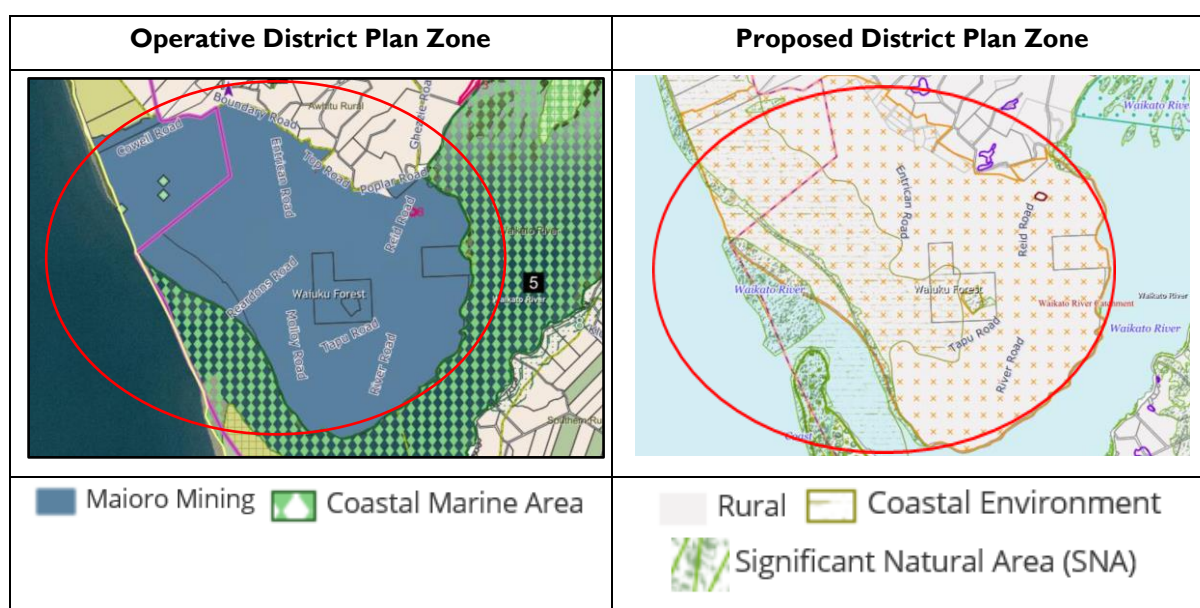 Operative District Plan Zone
Proposed District Plan Zone
Boundary Road
Awhitu Rural
Cowell Road
Entrican Road
Top Road
Poplar Road
Reid Road
Waiuku Forest
Reardons Road
Molloy Road
Tapu Road
River Road
5
Waikato River
Waikato River
Entrican Road
Reid Road
Waikato River
Waiuku Forest
Waikato River Catchment
Waikato River
Waikato River
Tapu Road
River Road
Coast
Maioro Mining
Coastal Marine Area
Rural
Coastal Environment
Significant Natural Area (SNA)